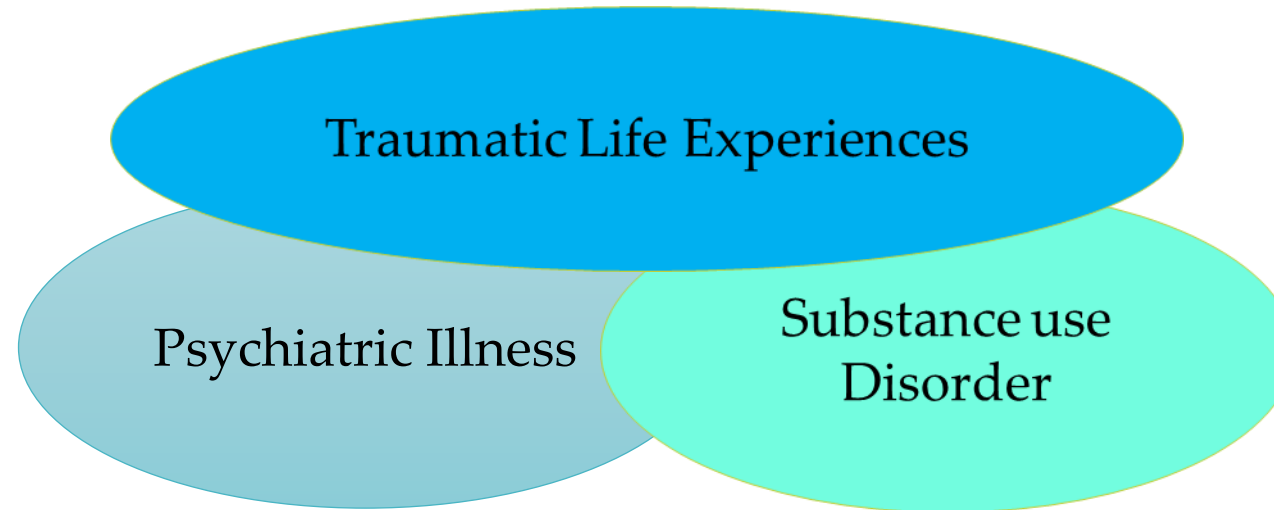 Traumatic Life Experiences
Psychiatric Illness
Substance use
Disorder